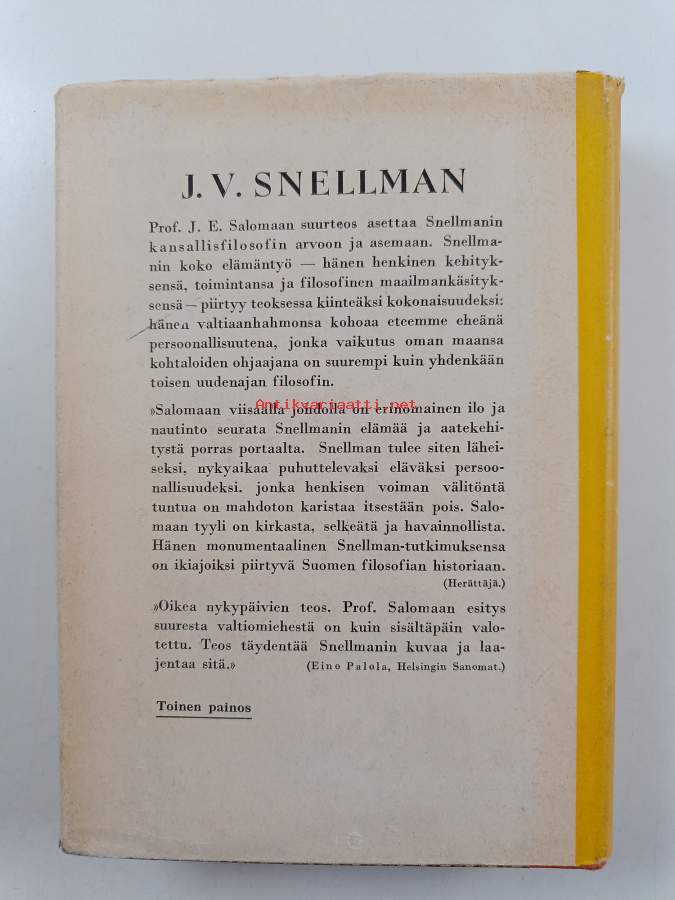 J. V. SNELLMAN
Prof. J. E. Salomaan suurteos asettaa Snellmanin
kansallisfilosofin arvoon ja asemaan. Snellma-
nin koko elämäntyö — hänen henkinen kehityk-
sensä, toimintansa ja filosofinen maailmankäsityk-
sensä — piirtyy teoksessa kiinteäksi kokonaisuudeksi:
hänen valtiaanhahmonsa kohoaa eteemme eheänä
persoonallisuutena, jonka vaikutus oman maansa
kohtaloiden ohjaajana on suurempi kuin yhdenkään
toisen uudenajan filosofin.
Antikvariaatti.net
»Salomaan viisaalla johdolla on erinomainen ilo ja
nautinto seurata Snellmanin elämää ja aatekehi-
tystä porras portaalta. Snellman tulee siten lähei-
seksi, nykyaikaa puhuttelevaksi eläväksi persoo-
nallisuudeksi. jonka henkisen voiman välitöntä
tuntua on mahdoton karistaa itsestään pois. Salo-
maan tyyli on kirkasta, selkeätä ja havainnollista.
Hänen monumentaalinen Snellman-tutkimuksensa
on ikiajoiksi piirtyvä Suomen filosofian historiaan.
(Herättäjä.)
»Oikea nykypäivien teos. Prof. Salomaan esitys
suuresta valtiomiehestä on kuin sisältäpäin valo-
tettu. Teos täydentää Snellmanin kuvaa ja laa-
jentaa sitä.» (Eino Palola, Helsingin Sanomat.)
Toinen painos